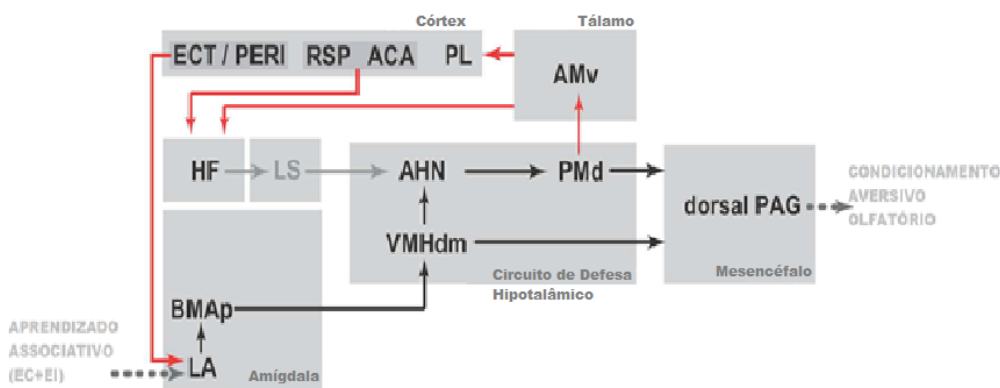 Córtex
Tálamo
ECT / PERI RSP ACA PL
AMv
HF
LS
AHN
PMd
dorsal PAG
CONDICIONAMENTO
AVERSIVO
OLFATÓRIO
VMHdm
Circuito de Defesa
Hipotalâmico
Mesencéfalo
BMAp
APRENDIZADO
ASSOCIATIVO
(EC+EI)
LA
Amígdala